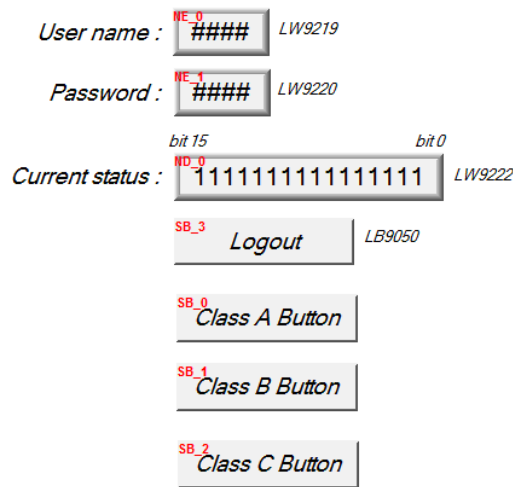 NE_0
User name : #### LW9219
NE_1
Password : #### LW9220
bit 15 bit 0
ND_0
Current status : 1111111111111111 LW9222
SB_3
Logout LB9050
SB_0
Class A Button
SB_1
Class B Button
SB_2
Class C Button